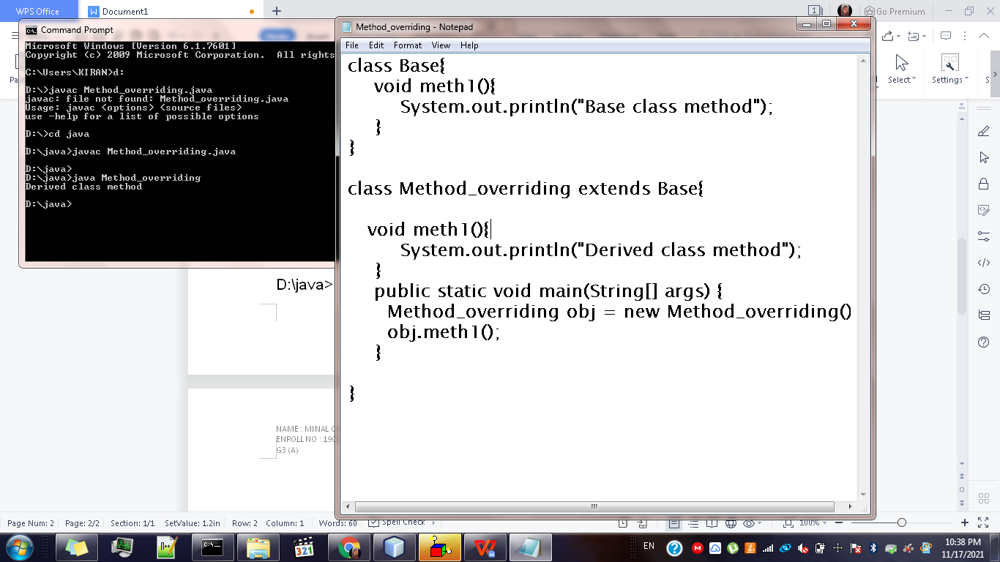 WPS Office
Document1
1
Go Premium
Command Prompt
Microsoft Windows [Version 6.1.7601]
Copyright (c) 2009 Microsoft Corporation. All rights
C:\Users\KIRAN>d:
D:\>javac Method_overriding.java
javac: file not found: Method_overriding.java
Usage: javac <options> <source files>
use -help for a list of possible options
D:\>cd java
D:\java>javac Method_overriding.java
D:\java>
D:\java>java Method_overriding
Derived class method
D:\java>
Method_overriding - Notepad
File Edit Format View Help
class Base{
void meth1(){
System.out.println("Base class method");
}
}
class Method_overriding extends Base{
void meth1(){
System.out.println("Derived class method");
}
public static void main(String[] args) {
Method_overriding obj = new Method_overriding()
obj.meth1();
}
}
Select
Settings
D:\java>
NAME : MINAL
ENROLL NO : 190
G3 (A)
Page Num: 2 Page: 2/2 Section: 1/1 SetValue: 1.2in Row: 2 Column: 1 Words: 60 Spell Check 100%
321
EN
10:38 PM
11/17/2021